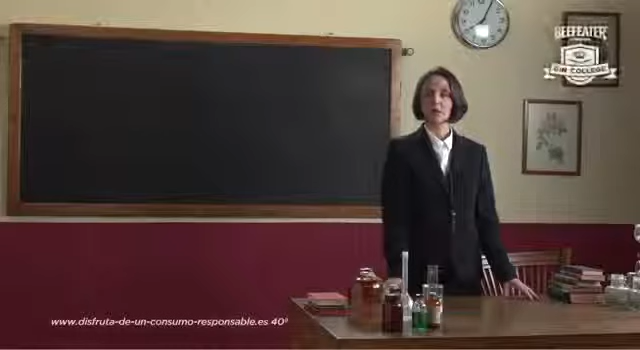 BEEFEATER
GIN COLLEGE
www.disfruta-de-un-consumo-responsable.es 40º